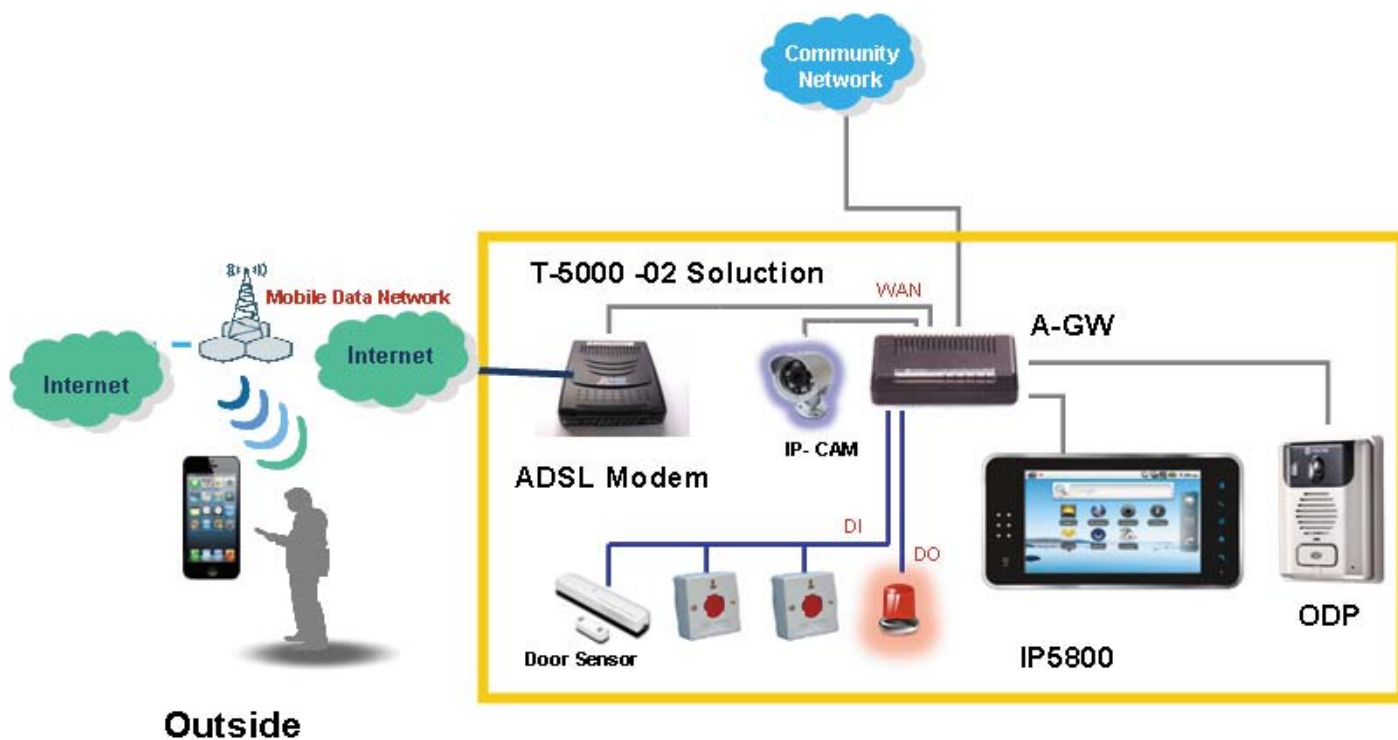 Community
Network
T-5000 -02 Soluction
WAN
A-GW
Mobile Data Network
Internet
Internet
IP- CAM
ADSL Modem
DI
DO
Door Sensor
IP5800
ODP
Outside